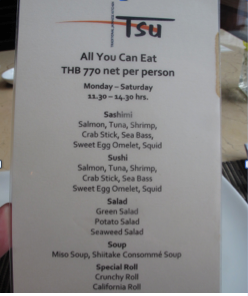 Tsu
All You Can Eat
THB 770 net per person
Monday – Saturday
11.30 – 14.30 hrs.
Sashimi
Salmon, Tuna, Shrimp,
Crab Stick, Sea Bass,
Sweet Egg Omelet, Squid
Sushi
Salmon, Tuna, Shrimp,
Crab Stick, Sea Bass
Sweet Egg Omelet, Squid
Salad
Green Salad
Potato Salad
Seaweed Salad
Soup
Miso Soup, Shiitake Consommé Soup
Special Roll
Crunchy Roll
California Roll